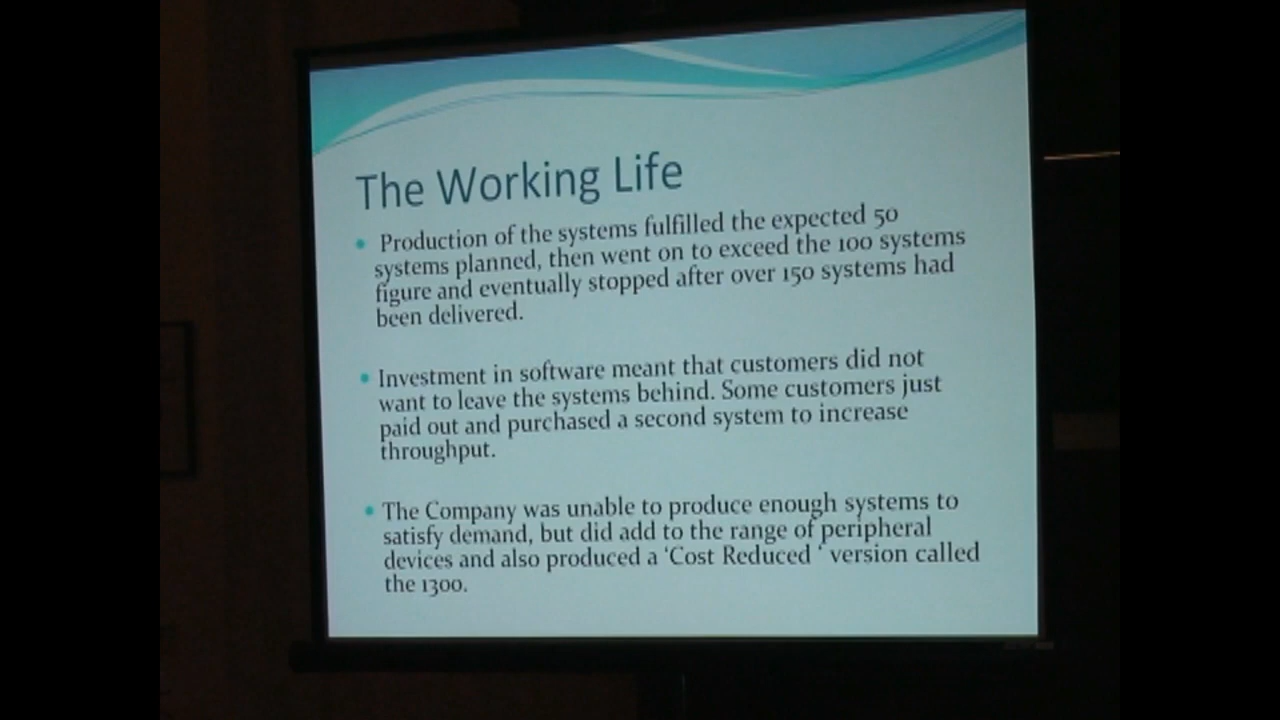 The Working Life
Production of the systems fulfilled the expected 50
systems planned, then went on to exceed the 100 systems
figure and eventually stopped after over 150 systems had
been delivered.
Investment in software meant that customers did not
want to leave the systems behind. Some customers just
paid out and purchased a second system to increase
throughput.
The Company was unable to produce enough systems to
satisfy demand, but did add to the range of peripheral
devices and also produced a ‘Cost Reduced ‘ version called
the 1300.